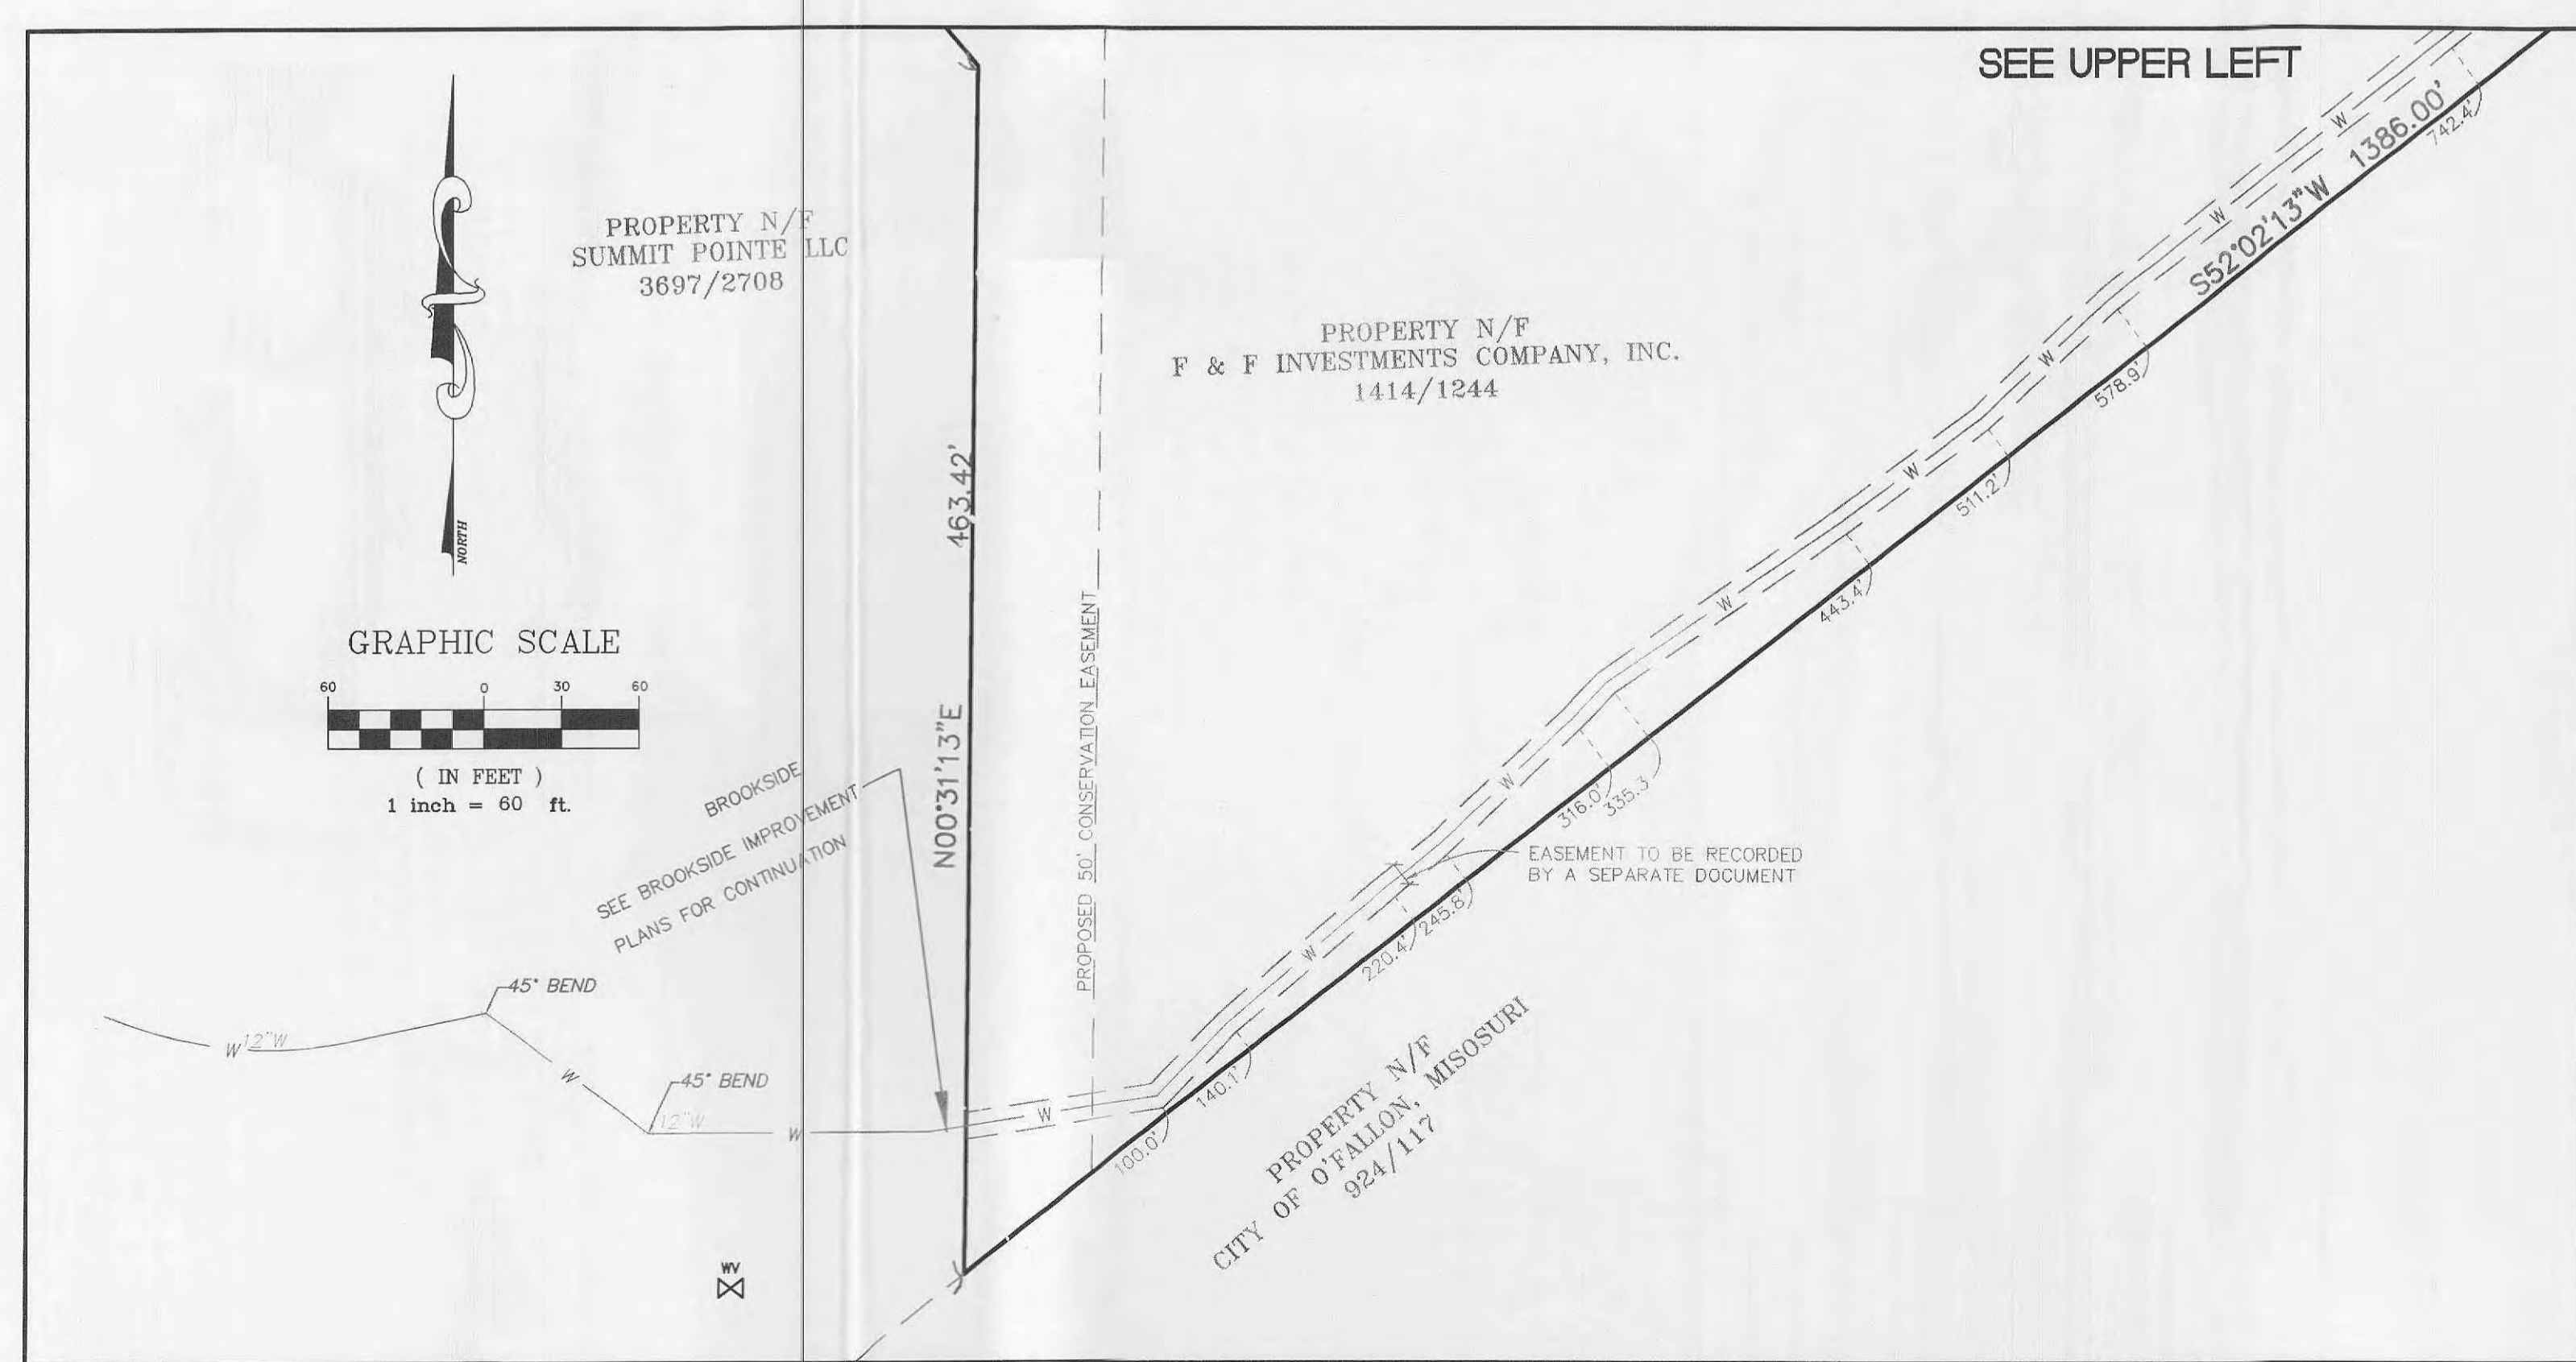 SEE UPPER LEFT
PROPERTY N/F
SUMMIT POINTE LLC
3697/2708
NORTH
GRAPHIC SCALE
60 0 30 60
( IN FEET )
1 inch = 60 ft.
BROOKSIDE
SEE BROOKSIDE IMPROVEMENT
PLANS FOR CONTINUATION
45° BEND
W 12"W
W
45° BEND
12"W
W
463.42'
N00°31'13"E
PROPOSED 50' CONSERVATION EASEMENT
PROPERTY N/F
F & F INVESTMENTS COMPANY, INC.
1414/1244
S52°02'13"W 1386.00'
742.4'
578.9'
511.2'
443.4'
335.3'
316.0'
245.8'
220.4'
140.1'
100.0'
W
W
W
W
W
W
W
W
EASEMENT TO BE RECORDED
BY A SEPARATE DOCUMENT
PROPERTY N/F
CITY OF O'FALLON, MISOSURI
924/117
WV